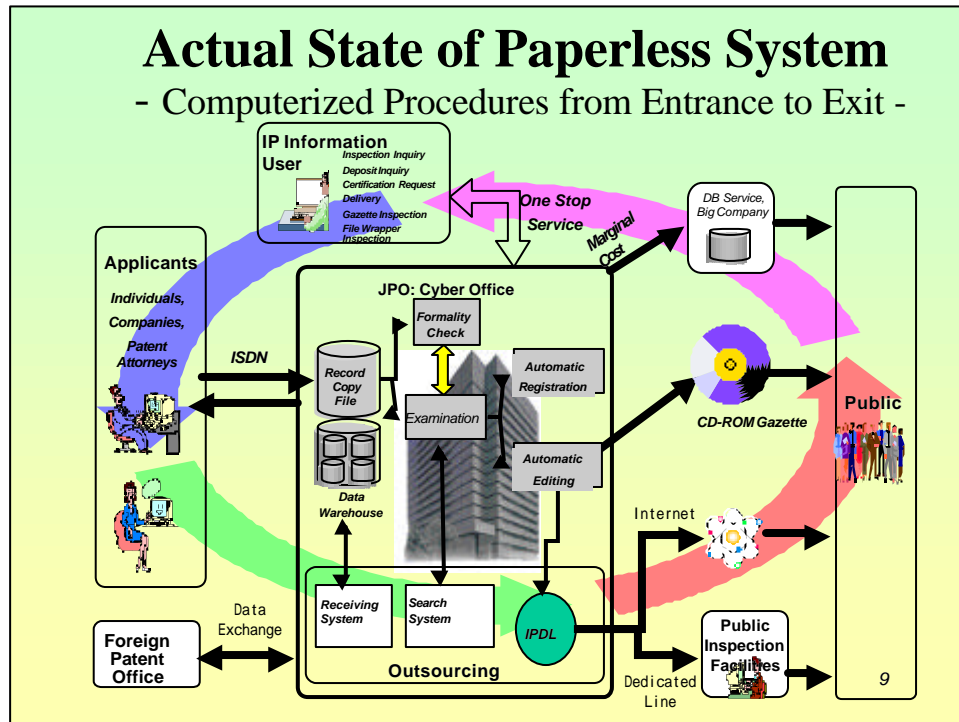 Actual State of Paperless System
- Computerized Procedures from Entrance to Exit -
IP Information
User
Inspection Inquiry
Deposit Inquiry
Certification Request
Delivery
Gazette Inspection
File Wrapper
Inspection
One Stop
Service
Marginal
Cost
DB Service,
Big Company
Applicants
Individuals,
Companies,
Patent
Attorneys
ISDN
JPO: Cyber Office
Formality
Check
Record
Copy
File
Examination
Automatic
Registration
Automatic
Editing
Data
Warehouse
CD-ROM Gazette
Public
Internet
Receiving
System
Search
System
IPDL
Outsourcing
Data
Exchange
Foreign
Patent
Office
Dedicated
Line
Public
Inspection
Facilities
9